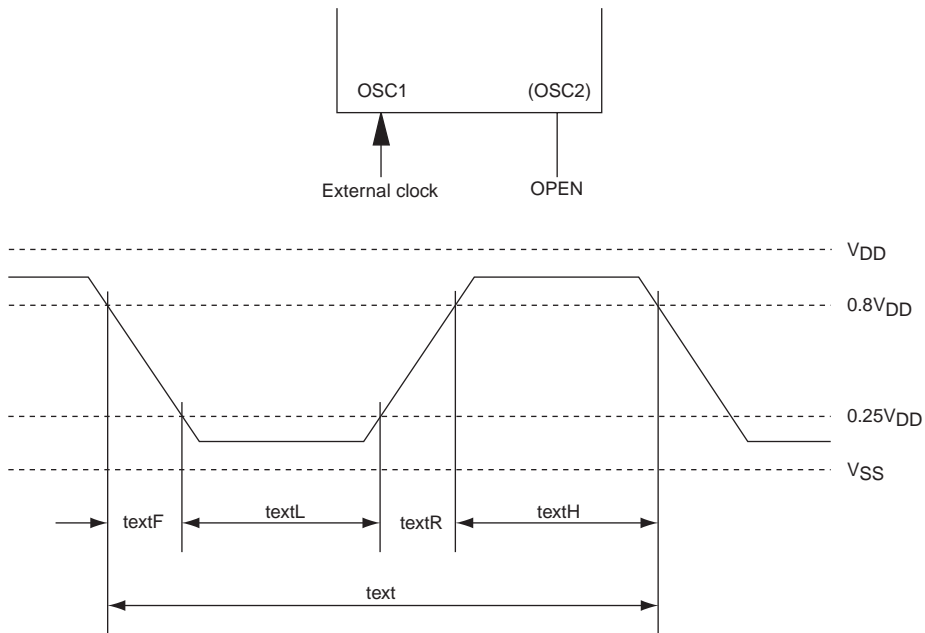 OSC1 (OSC2)
External clock OPEN
VDD
0.8VDD
0.25VDD
VSS
textF textL textR textH
text